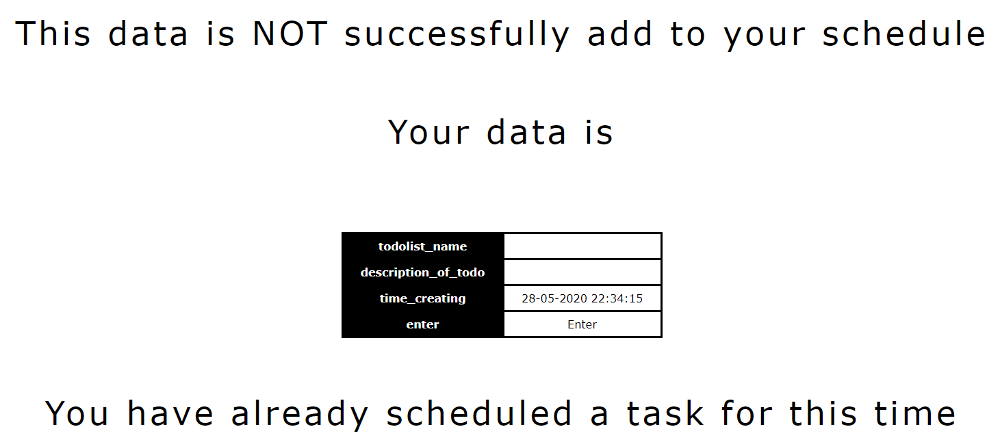 This data is NOT successfully add to your schedule
Your data is
todolist_name
description_of_todo
time_creating 28-05-2020 22:34:15
enter Enter
You have already scheduled a task for this time